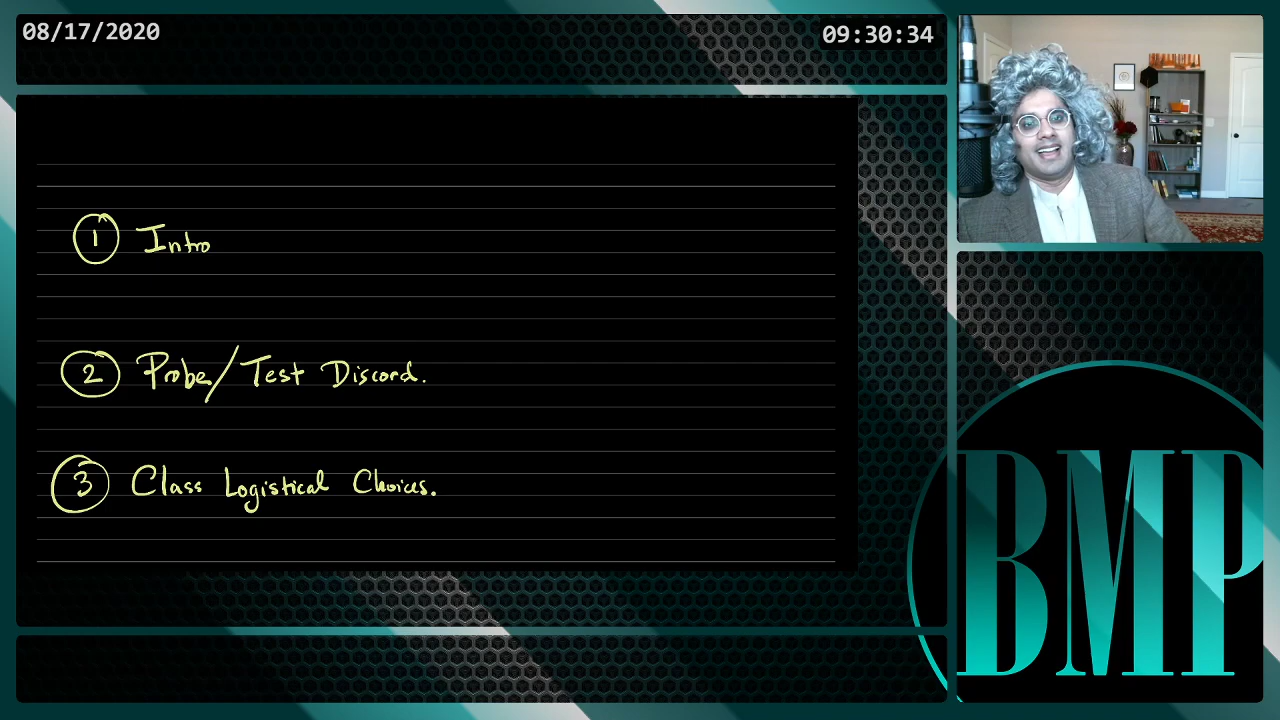 08/17/2020
09:30:34
1 Intro
2 Probe/Test Discord.
3 Class Logistical Choices.
BMP